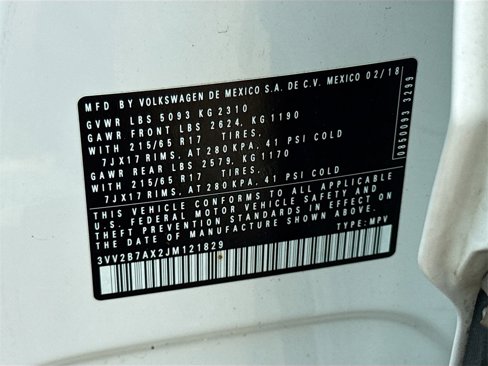 MFD BY VOLKSWAGEN DE MEXICO S.A. DE C.V. MEXICO 02/18
GVWR LBS 5093 KG 2310
GAWR FRONT LBS 2624, KG 1190
WITH 215/65 R17 TIRES,
7JX17 RIMS, AT 280 KPA, 41 PSI COLD
GAWR REAR LBS 2579, KG 1170
WITH 215/65 R17 TIRES,
7JX17 RIMS, AT 280 KPA, 41 PSI COLD
THIS VEHICLE CONFORMS TO ALL APPLICABLE
U.S. FEDERAL MOTOR VEHICLE SAFETY AND
THEFT PREVENTION STANDARDS IN EFFECT ON
THE DATE OF MANUFACTURE SHOWN ABOVE.
3VV2B7AX2JM121829 TYPE: MPV
0850093 3299